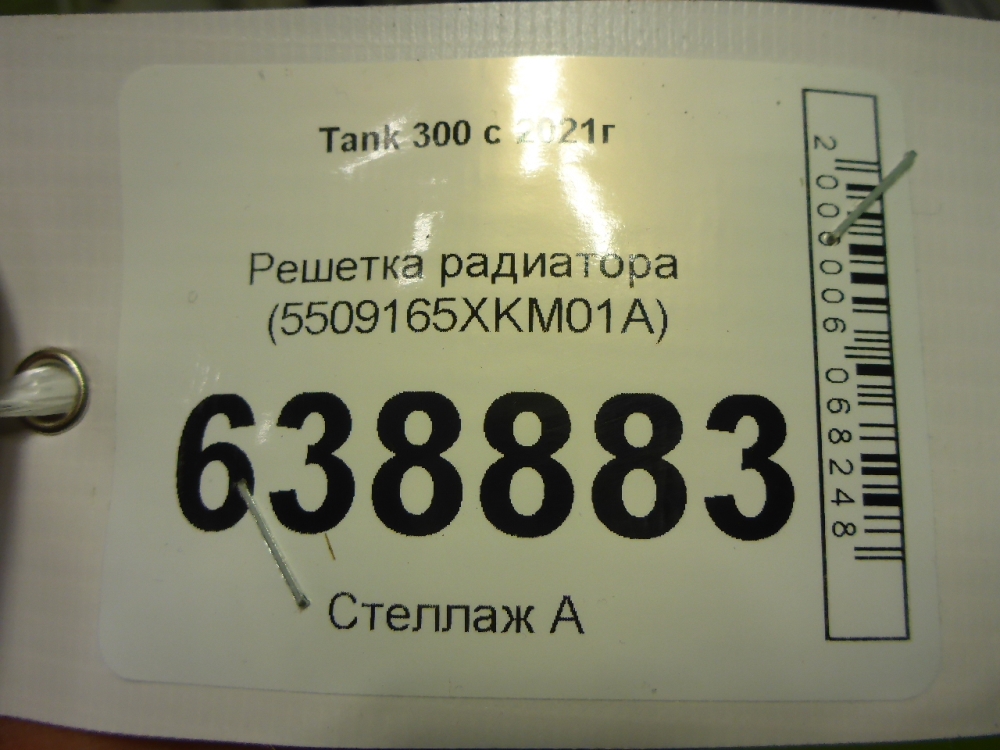 Tank 300 с 2021г
Решетка радиатора
(5509165XKM01A)
638883
Стеллаж А
2000006068248